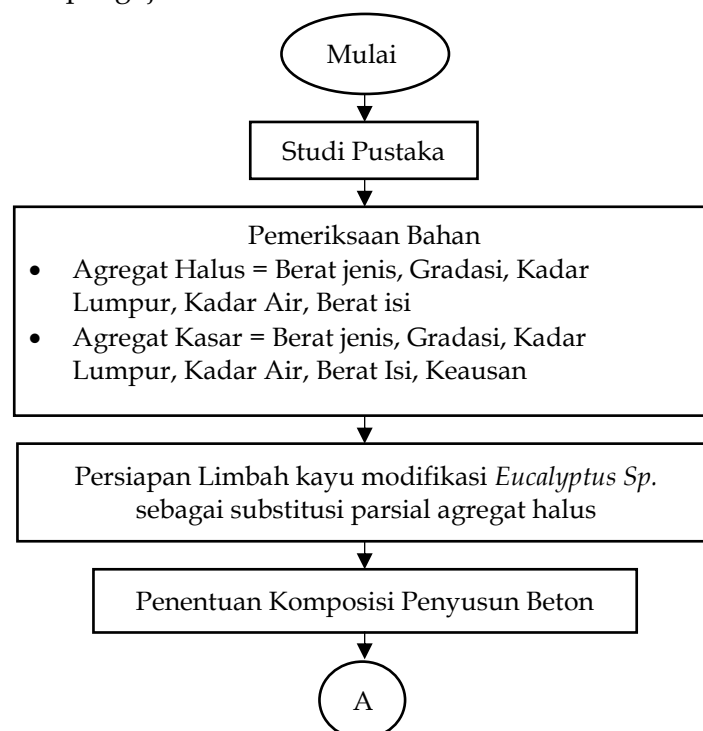 Mulai
Studi Pustaka
Pemeriksaan Bahan
• Agregat Halus = Berat jenis, Gradasi, Kadar
Lumpur, Kadar Air, Berat isi
• Agregat Kasar = Berat jenis, Gradasi, Kadar
Lumpur, Kadar Air, Berat Isi, Keausan
Persiapan Limbah kayu modifikasi Eucalyptus Sp.
sebagai substitusi parsial agregat halus
Penentuan Komposisi Penyusun Beton
A